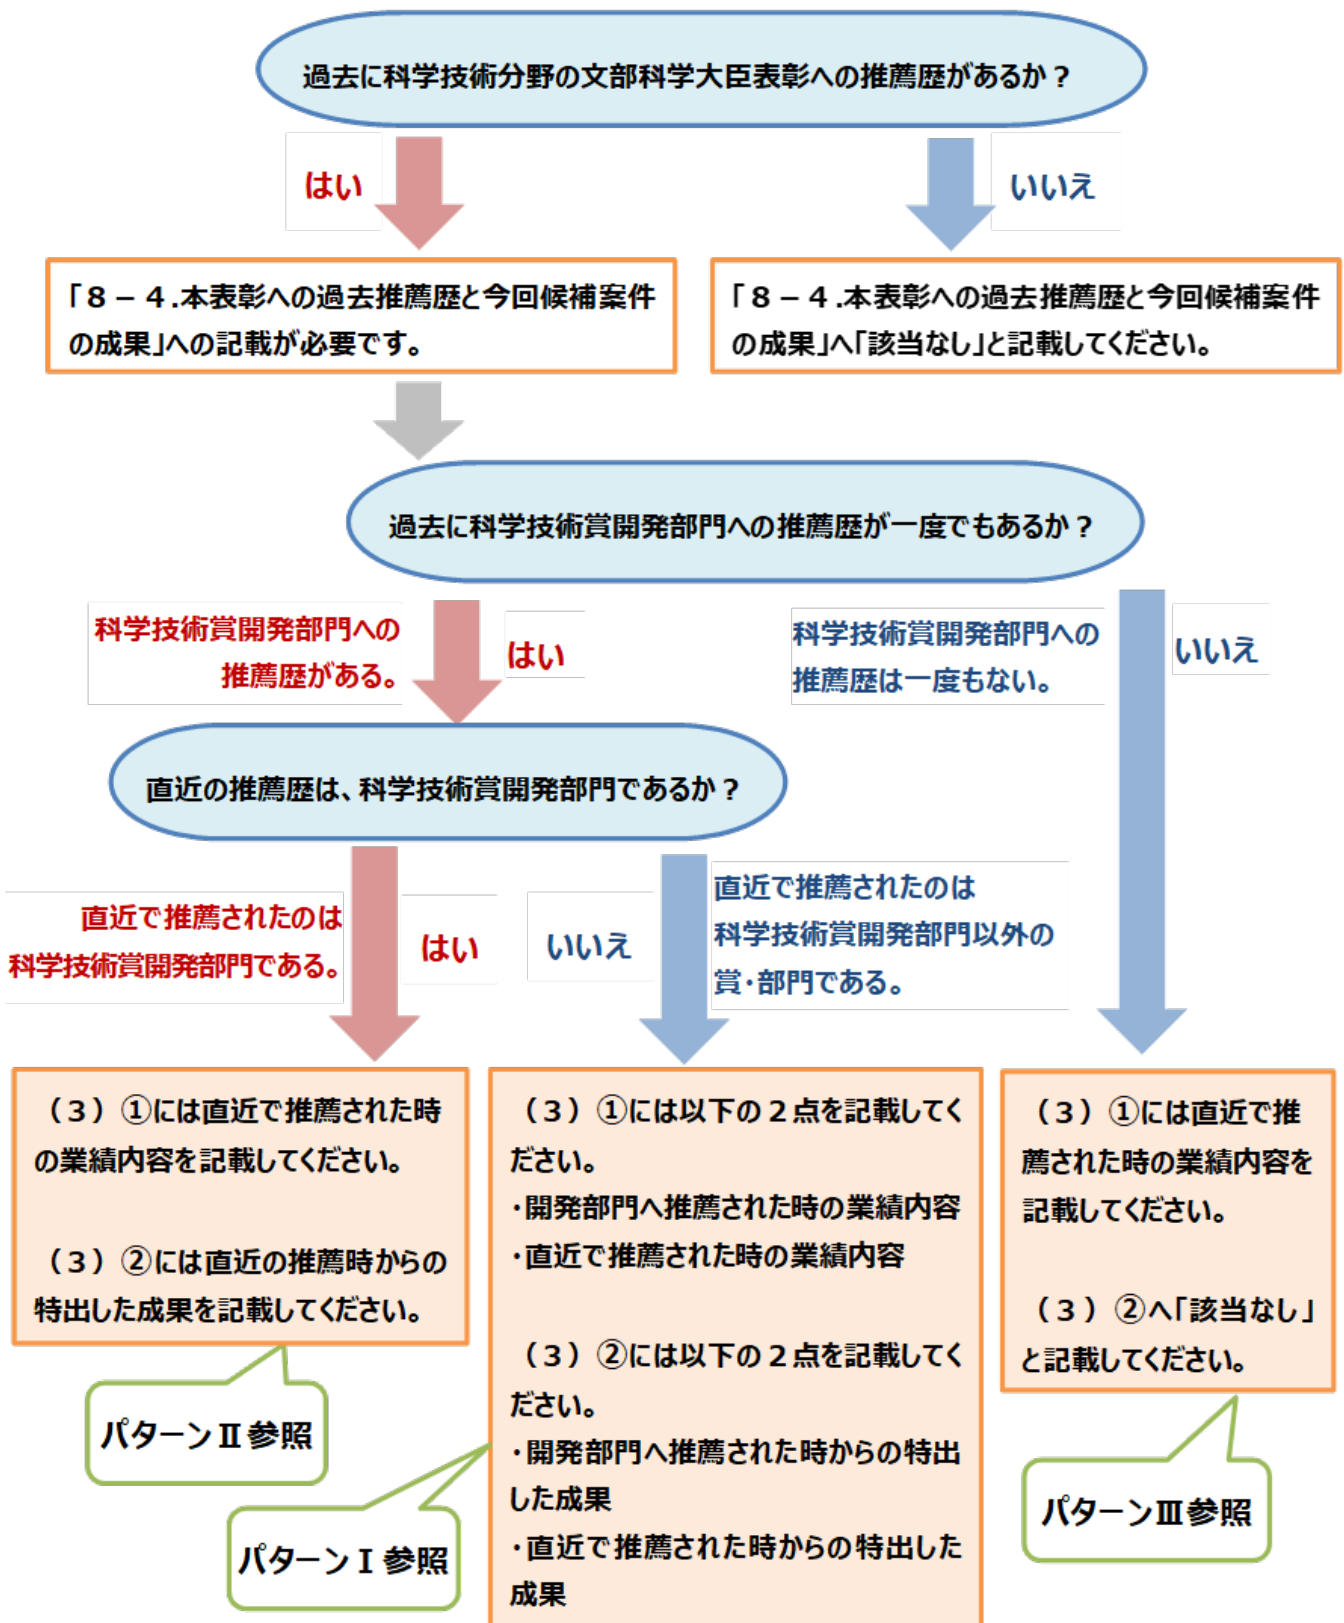 過去に科学技術分野の文部科学大臣表彰への推薦歴があるか？
はい
いいえ
「８－４.本表彰への過去推薦歴と今回候補案件
の成果」への記載が必要です。
「８－４.本表彰への過去推薦歴と今回候補案件
の成果」へ「該当なし」と記載してください。
過去に科学技術賞開発部門への推薦歴が一度でもあるか？
科学技術賞開発部門への
推薦歴がある。
はい
科学技術賞開発部門への
推薦歴は一度もない。
いいえ
直近の推薦歴は、科学技術賞開発部門であるか？
直近で推薦されたのは
科学技術賞開発部門である。
はい
いいえ
直近で推薦されたのは
科学技術賞開発部門以外の
賞・部門である。
（３）①には直近で推薦された時
の業績内容を記載してください。
（３）②には直近の推薦時からの
特出した成果を記載してください。
パターンⅡ参照
（３）①には以下の２点を記載してく
ださい。
・開発部門へ推薦された時の業績内容
・直近で推薦された時の業績内容
（３）②には以下の２点を記載してく
ださい。
・開発部門へ推薦された時からの特出
した成果
・直近で推薦された時からの特出した
成果
パターンⅠ参照
（３）①には直近で推
薦された時の業績内容を
記載してください。
（３）②へ「該当なし」
と記載してください。
パターンⅢ参照